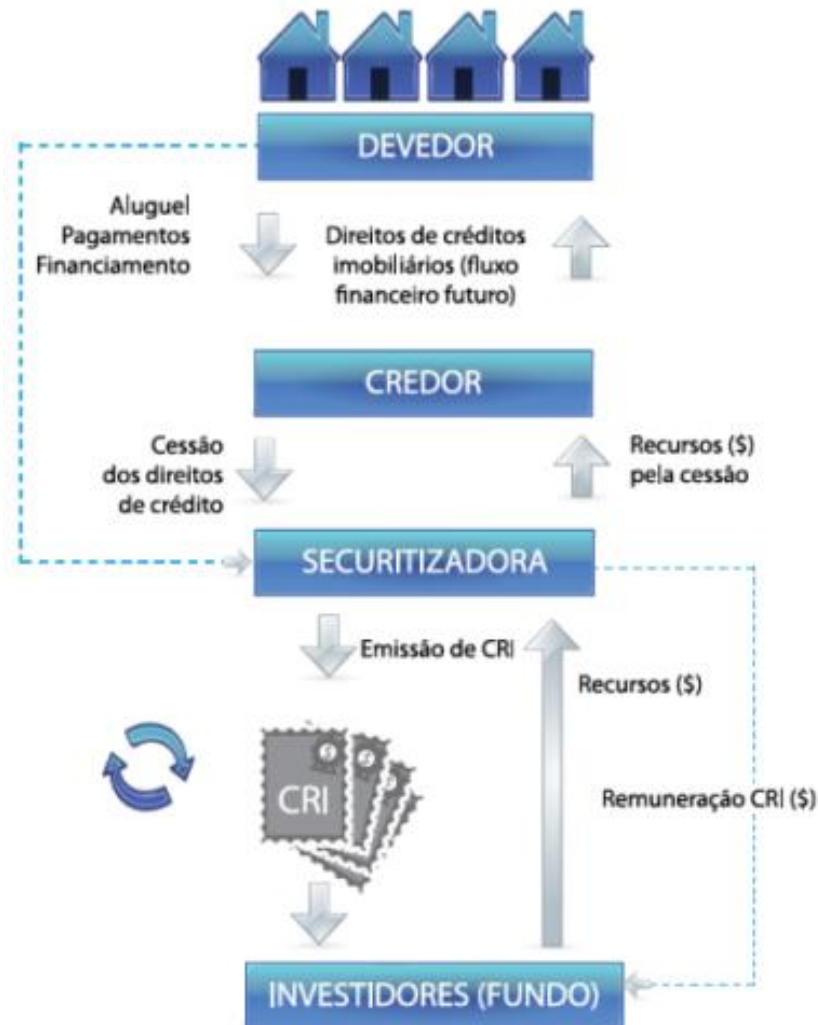 DEVEDOR
Aluguel
Pagamentos
Financiamento
Direitos de créditos
imobiliários (fluxo
financeiro futuro)
CREDOR
Cessão
dos direitos
de crédito
Recursos ($)
pela cessão
SECURITIZADORA
Emissão de CRI
Recursos ($)
CRI
Remuneração CRI ($)
INVESTIDORES (FUNDO)